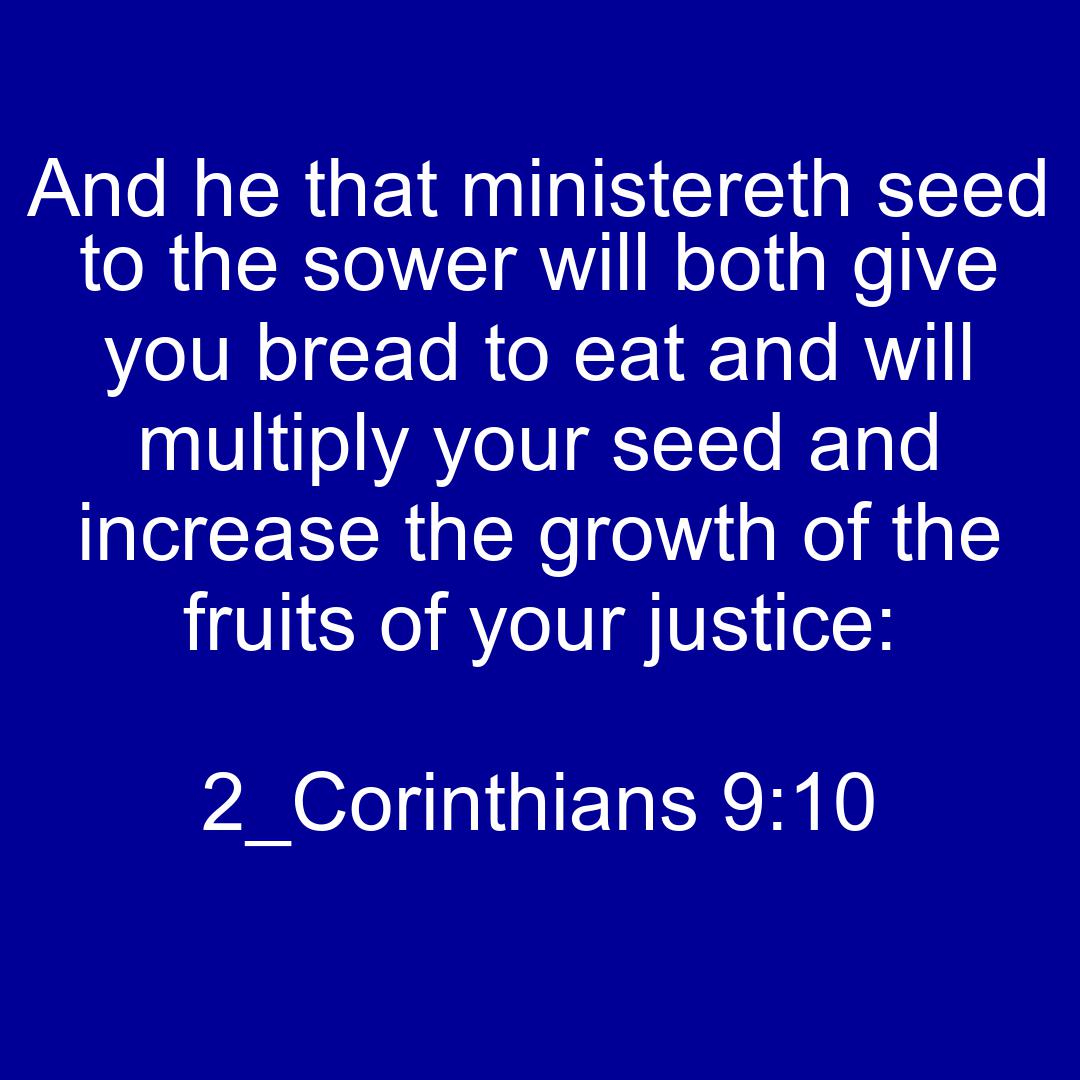 And he that ministereth seed
to the sower will both give
you bread to eat and will
multiply your seed and
increase the growth of the
fruits of your justice:
2_Corinthians 9:10